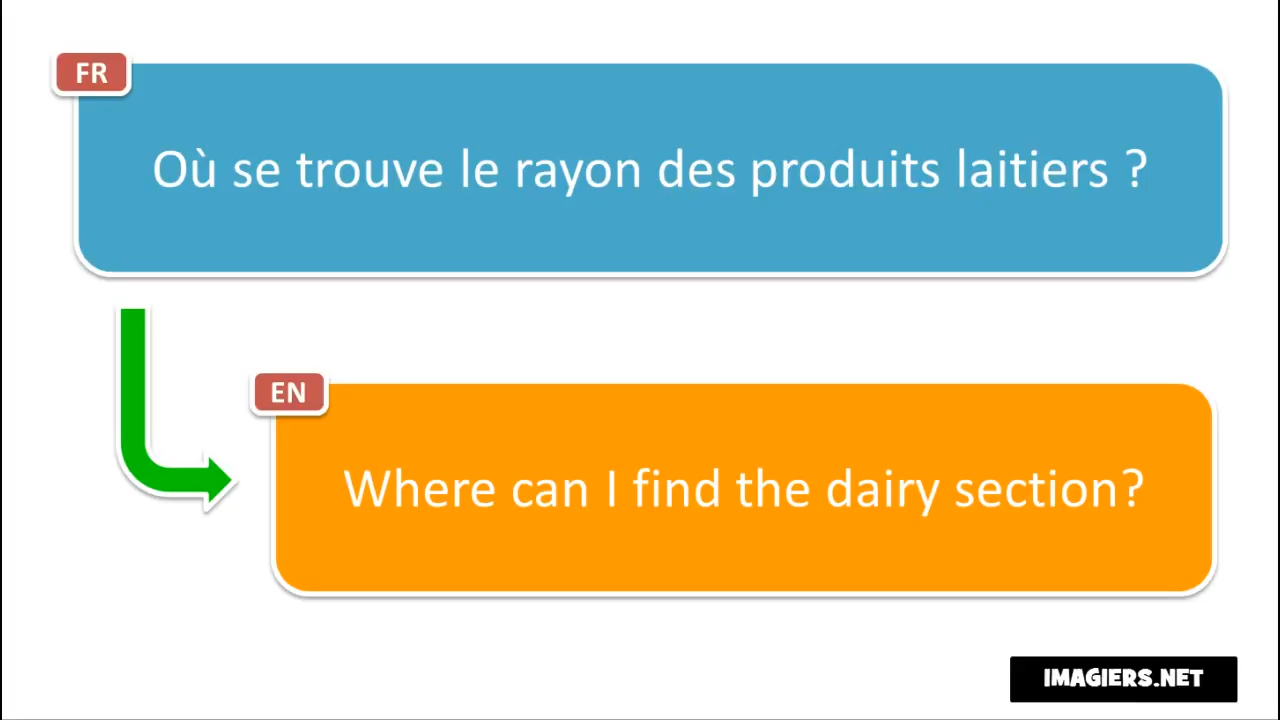 FR
Où se trouve le rayon des produits laitiers ?
EN
Where can I find the dairy section?
IMAGIERS.NET